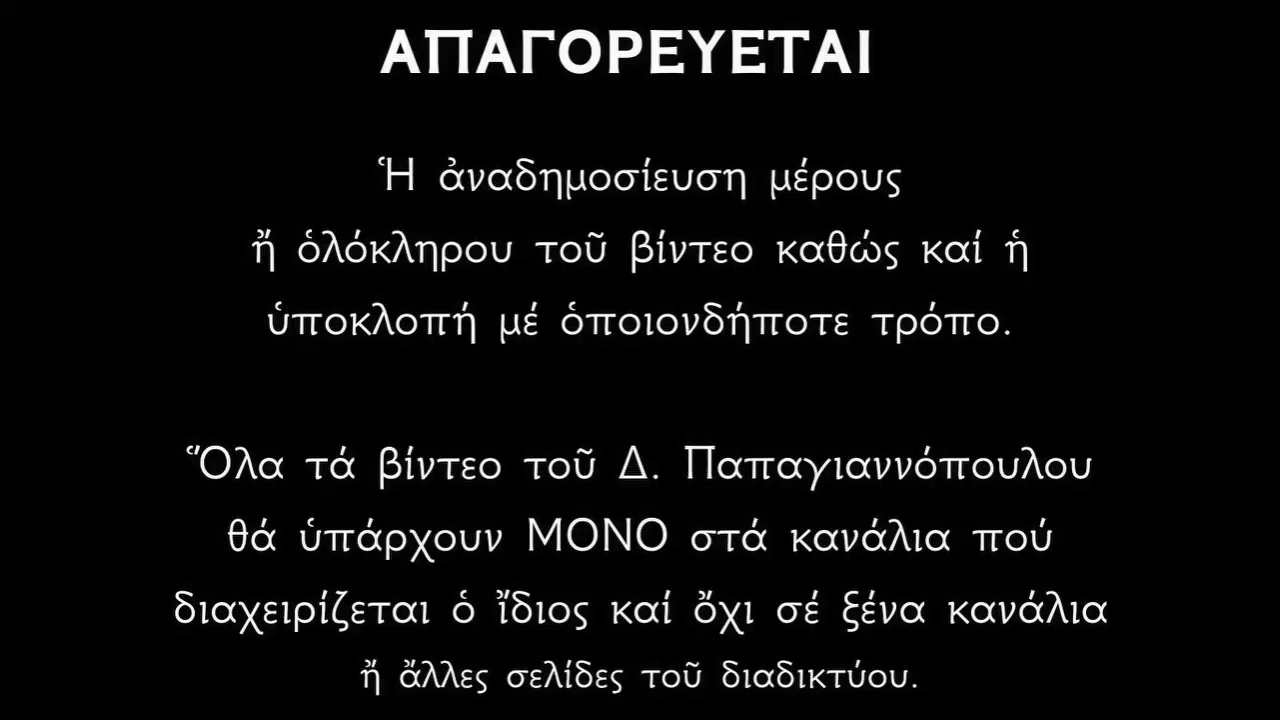 ΑΠΑΓΟΡΕΥΕΤΑΙ
Ἡ ἀναδημοσίευση μέρους
ἤ ὁλόκληρου τοῦ βίντεο καθώς καί ἡ
ὑποκλοπή μέ ὁποιονδήποτε τρόπο.
Ὅλα τά βίντεο τοῦ Δ. Παπαγιαννόπουλου
θά ὑπάρχουν ΜΟΝΟ στά κανάλια πού
διαχειρίζεται ὁ ἴδιος καί ὄχι σέ ξένα κανάλια
ἤ ἄλλες σελίδες τοῦ διαδικτύου.